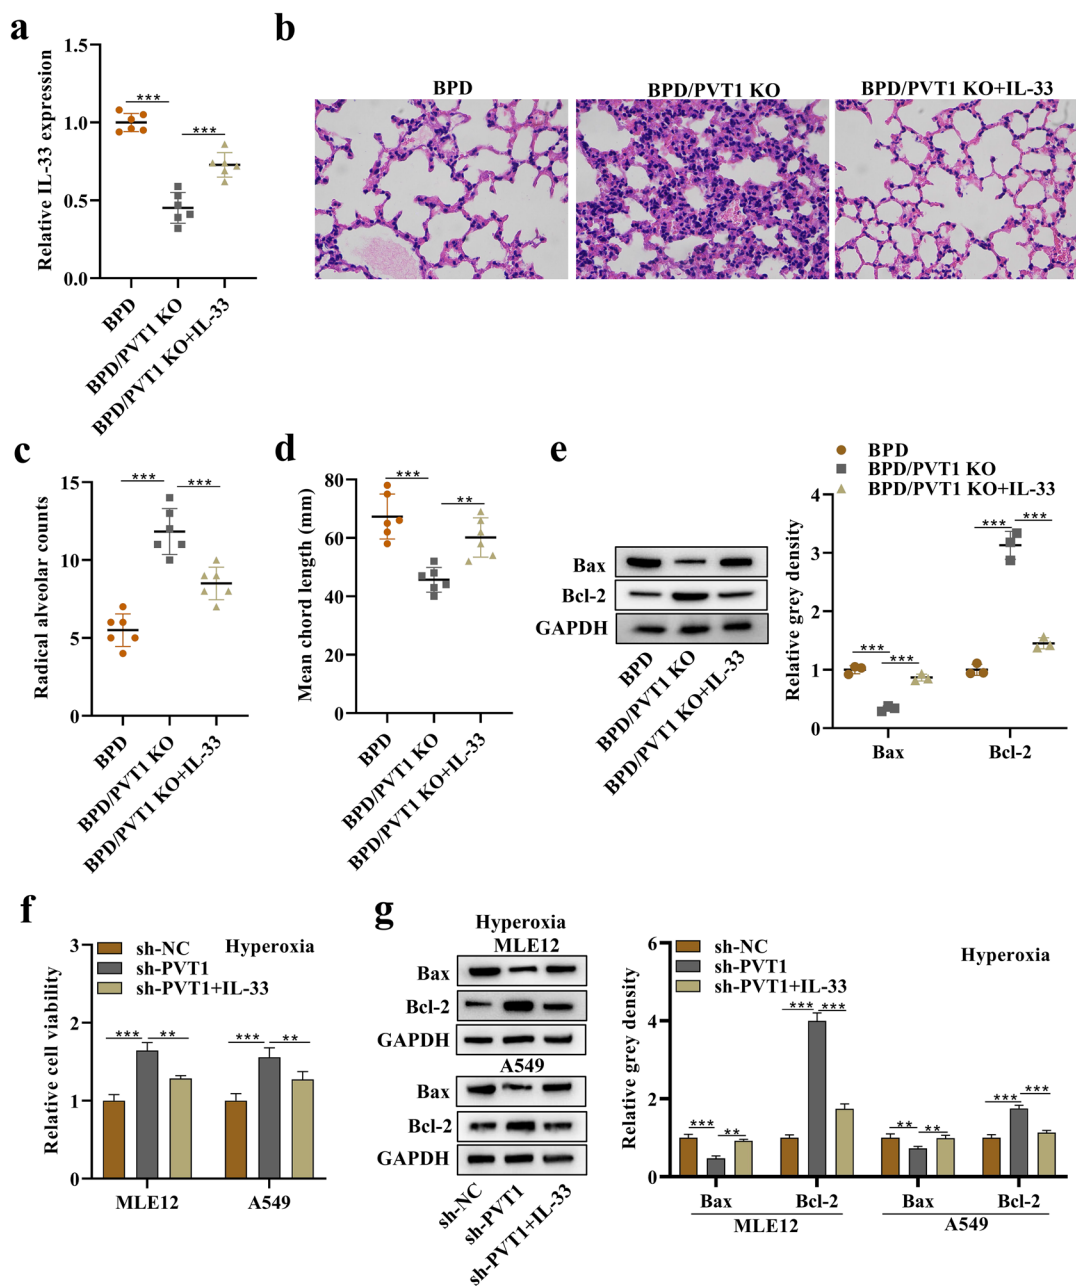 a
Relative IL-33 expression
1.5
1.0
0.5
0.0
***
***
BPD
BPD/PVT1 KO
BPD/PVT1 KO+IL-33
b
BPD
BPD/PVT1 KO
BPD/PVT1 KO+IL-33
c
Radical alveolar counts
15
10
5
0
***
***
BPD
BPD/PVT1 KO
BPD/PVT1 KO+IL-33
d
Mean chord length (mm)
80
60
40
20
0
***
**
BPD
BPD/PVT1 KO
BPD/PVT1 KO+IL-33
e
Bax
Bcl-2
GAPDH
BPD
BPD/PVT1 KO
BPD/PVT1 KO+IL-33
BPD
BPD/PVT1 KO
BPD/PVT1 KO+IL-33
Relative grey density
4
3
2
1
0
***
***
***
***
Bax
Bcl-2
f
Relative cell viability
3
2
1
0
sh-NC
sh-PVT1
sh-PVT1+IL-33
Hyperoxia
***
**
***
**
MLE12
A549
g
Hyperoxia
MLE12
Bax
Bcl-2
GAPDH
A549
Bax
Bcl-2
GAPDH
sh-NC
sh-PVT1
sh-PVT1+IL-33
Relative grey density
6
4
2
0
sh-NC
sh-PVT1
sh-PVT1+IL-33
Hyperoxia
***
**
***
***
**
**
***
***
Bax
Bcl-2
Bax
Bcl-2
MLE12
A549